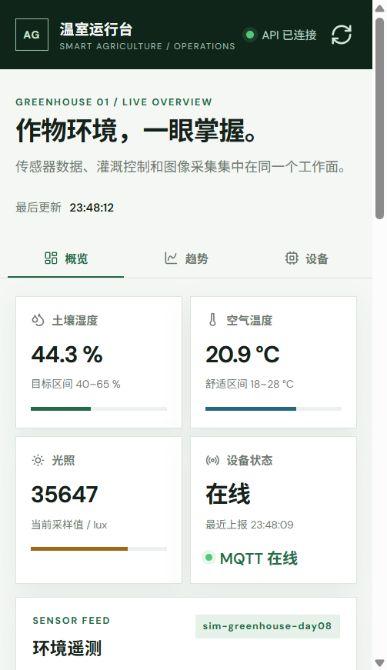 AG
温室运行台
SMART AGRICULTURE / OPERATIONS
API 已连接
GREENHOUSE 01 / LIVE OVERVIEW
作物环境，一眼掌握。
传感器数据、灌溉控制和图像采集集中在同一个工作面。
最后更新 23:48:12
概览 趋势 设备
土壤湿度
44.3 %
目标区间 40–65 %
空气温度
20.9 °C
舒适区间 18–28 °C
光照
35647
当前采样值 / lux
设备状态
在线
最近上报 23:48:09
MQTT 在线
SENSOR FEED
环境遥测
sim-greenhouse-day08